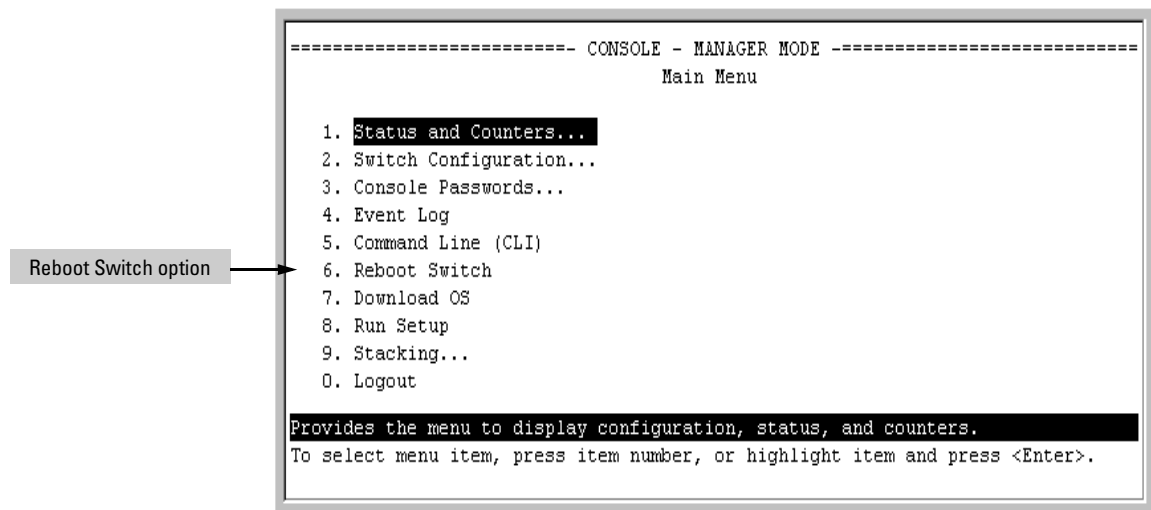 ===========================- CONSOLE - MANAGER MODE -============================
Main Menu
1. Status and Counters...
2. Switch Configuration...
3. Console Passwords...
4. Event Log
5. Command Line (CLI)
Reboot Switch option
6. Reboot Switch
7. Download OS
8. Run Setup
9. Stacking...
0. Logout
Provides the menu to display configuration, status, and counters.
To select menu item, press item number, or highlight item and press <Enter>.